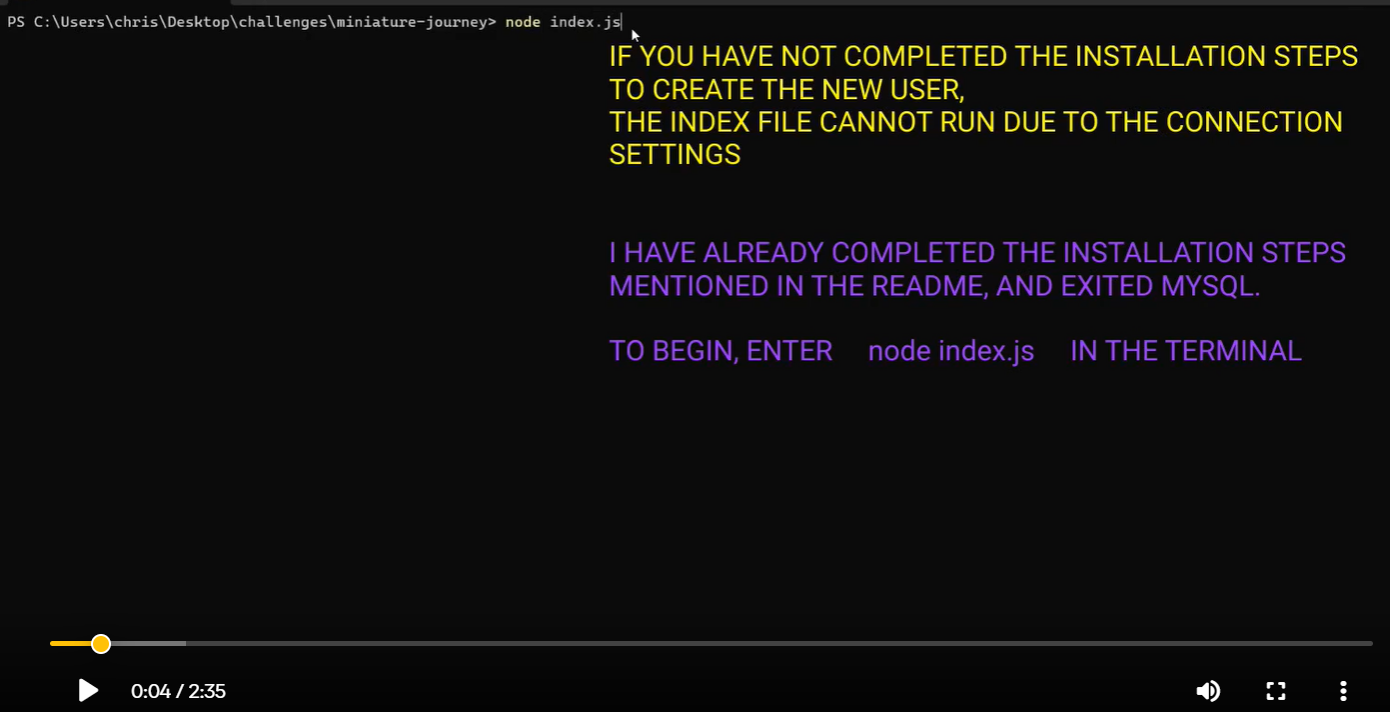 PS C:\Users\chris\Desktop\challenges\miniature-journey> node index.js
IF YOU HAVE NOT COMPLETED THE INSTALLATION STEPS
TO CREATE THE NEW USER,
THE INDEX FILE CANNOT RUN DUE TO THE CONNECTION
SETTINGS
I HAVE ALREADY COMPLETED THE INSTALLATION STEPS
MENTIONED IN THE README, AND EXITED MYSQL.
TO BEGIN, ENTER node index.js IN THE TERMINAL
0:04 / 2:35